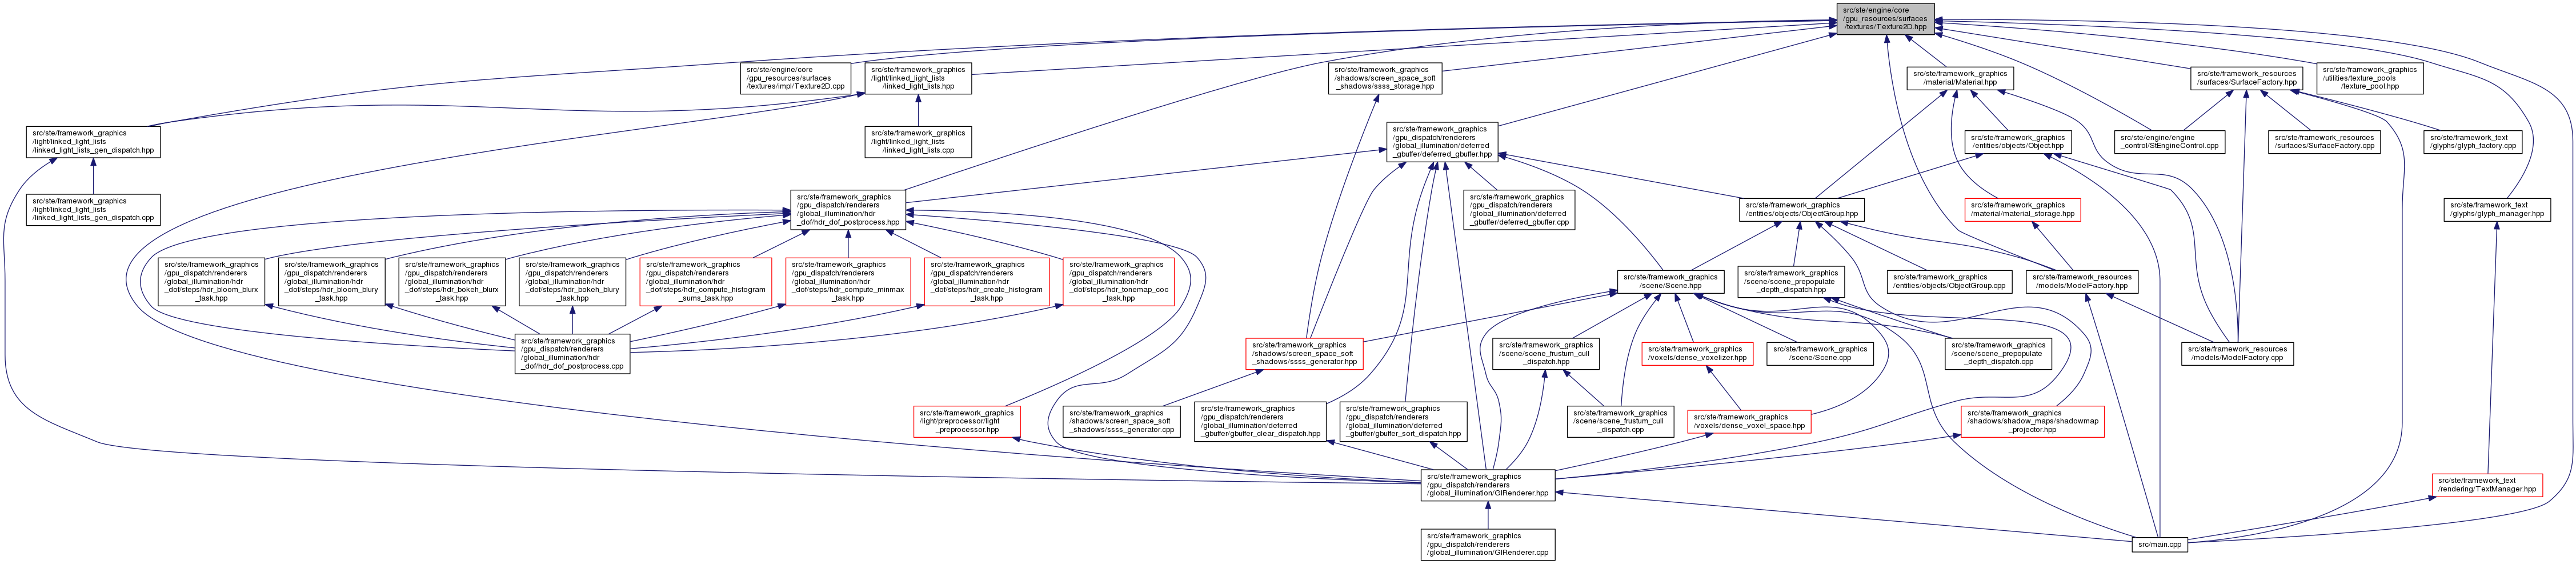 src/ste/engine/core
/gpu_resources/surfaces
/textures/Texture2D.hpp
src/ste/engine/core
/gpu_resources/surfaces
/textures/impl/Texture2D.cpp
src/ste/framework_graphics
/light/linked_light_lists
/linked_light_lists.hpp
src/ste/framework_graphics
/shadows/screen_space_soft
_shadows/ssss_storage.hpp
src/ste/framework_graphics
/material/Material.hpp
src/ste/framework_resources
/surfaces/SurfaceFactory.hpp
src/ste/framework_graphics
/utilities/texture_pools
/texture_pool.hpp
src/ste/framework_graphics
/light/linked_light_lists
/linked_light_lists_gen_dispatch.hpp
src/ste/framework_graphics
/light/linked_light_lists
/linked_light_lists.cpp
src/ste/framework_graphics
/gpu_dispatch/renderers
/global_illumination/deferred
_gbuffer/deferred_gbuffer.hpp
src/ste/framework_graphics
/entities/objects/Object.hpp
src/ste/engine/engine
_control/StEngineControl.cpp
src/ste/framework_resources
/surfaces/SurfaceFactory.cpp
src/ste/framework_text
/glyphs/glyph_factory.cpp
src/ste/framework_graphics
/light/linked_light_lists
/linked_light_lists_gen_dispatch.cpp
src/ste/framework_graphics
/gpu_dispatch/renderers
/global_illumination/hdr
_dof/hdr_dof_postprocess.hpp
src/ste/framework_graphics
/gpu_dispatch/renderers
/global_illumination/deferred
_gbuffer/deferred_gbuffer.cpp
src/ste/framework_graphics
/entities/objects/ObjectGroup.hpp
src/ste/framework_graphics
/material/material_storage.hpp
src/ste/framework_text
/glyphs/glyph_manager.hpp
src/ste/framework_graphics
/gpu_dispatch/renderers
/global_illumination/hdr
_dof/steps/hdr_bloom_blurx
_task.hpp
src/ste/framework_graphics
/gpu_dispatch/renderers
/global_illumination/hdr
_dof/steps/hdr_bloom_blury
_task.hpp
src/ste/framework_graphics
/gpu_dispatch/renderers
/global_illumination/hdr
_dof/steps/hdr_bokeh_blurx
_task.hpp
src/ste/framework_graphics
/gpu_dispatch/renderers
/global_illumination/hdr
_dof/steps/hdr_bokeh_blury
_task.hpp
src/ste/framework_graphics
/gpu_dispatch/renderers
/global_illumination/hdr
_dof/steps/hdr_compute_histogram
_sums_task.hpp
src/ste/framework_graphics
/gpu_dispatch/renderers
/global_illumination/hdr
_dof/steps/hdr_compute_minmax
_task.hpp
src/ste/framework_graphics
/gpu_dispatch/renderers
/global_illumination/hdr
_dof/steps/hdr_create_histogram
_task.hpp
src/ste/framework_graphics
/gpu_dispatch/renderers
/global_illumination/hdr
_dof/steps/hdr_tonemap_coc
_task.hpp
src/ste/framework_graphics
/scene/Scene.hpp
src/ste/framework_graphics
/scene/scene_prepopulate
_depth_dispatch.hpp
src/ste/framework_graphics
/entities/objects/ObjectGroup.cpp
src/ste/framework_resources
/models/ModelFactory.hpp
src/ste/framework_graphics
/gpu_dispatch/renderers
/global_illumination/hdr
_dof/hdr_dof_postprocess.cpp
src/ste/framework_graphics
/shadows/screen_space_soft
_shadows/ssss_generator.hpp
src/ste/framework_graphics
/scene/scene_frustum_cull
_dispatch.hpp
src/ste/framework_graphics
/voxels/dense_voxelizer.hpp
src/ste/framework_graphics
/scene/Scene.cpp
src/ste/framework_graphics
/scene/scene_prepopulate
_depth_dispatch.cpp
src/ste/framework_resources
/models/ModelFactory.cpp
src/ste/framework_graphics
/light/preprocessor/light
_preprocessor.hpp
src/ste/framework_graphics
/shadows/screen_space_soft
_shadows/ssss_generator.cpp
src/ste/framework_graphics
/gpu_dispatch/renderers
/global_illumination/deferred
_gbuffer/gbuffer_clear_dispatch.hpp
src/ste/framework_graphics
/gpu_dispatch/renderers
/global_illumination/deferred
_gbuffer/gbuffer_sort_dispatch.hpp
src/ste/framework_graphics
/scene/scene_frustum_cull
_dispatch.cpp
src/ste/framework_graphics
/voxels/dense_voxel_space.hpp
src/ste/framework_graphics
/shadows/shadow_maps/shadowmap
_projector.hpp
src/ste/framework_graphics
/gpu_dispatch/renderers
/global_illumination/GIRenderer.hpp
src/ste/framework_text
/rendering/TextManager.hpp
src/ste/framework_graphics
/gpu_dispatch/renderers
/global_illumination/GIRenderer.cpp
src/main.cpp